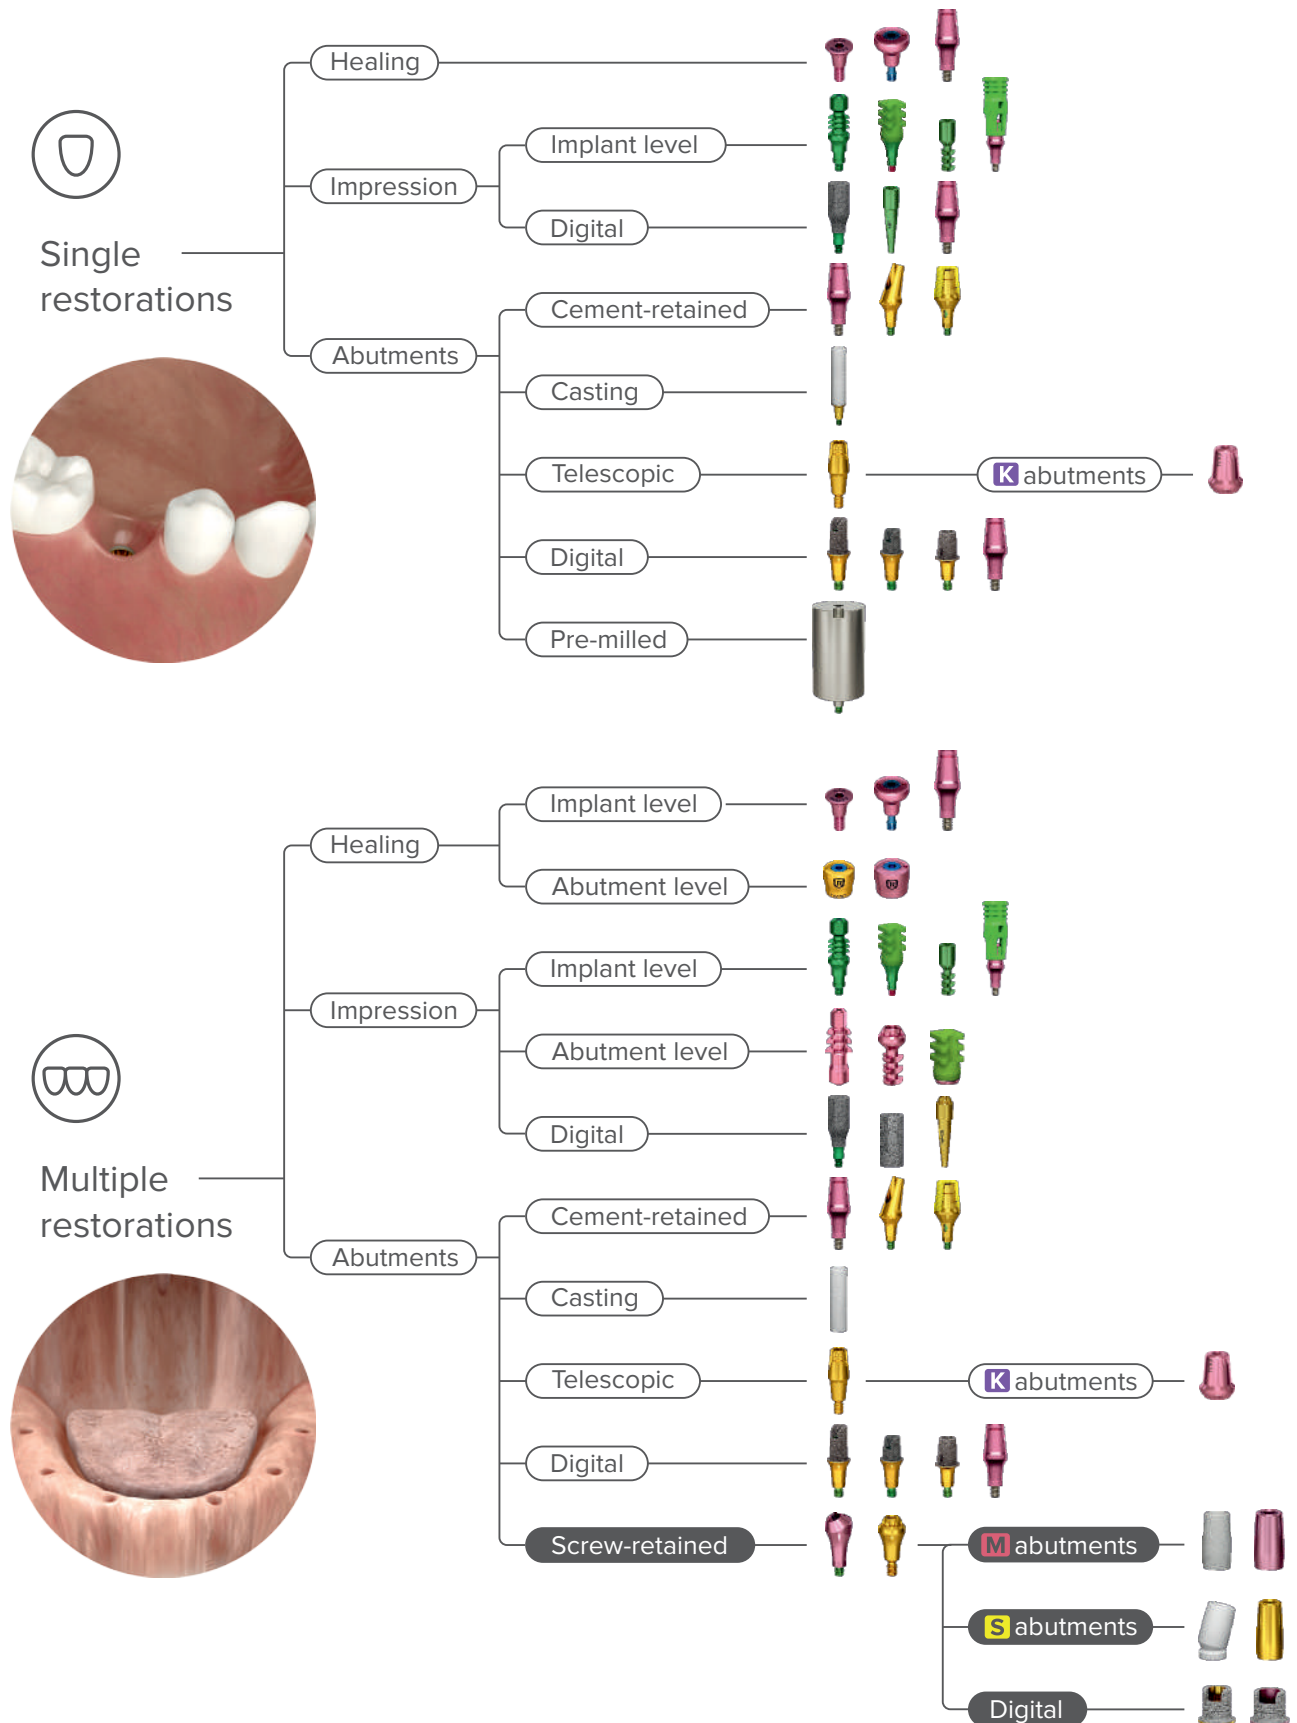 Healing
Implant level
Impression
Digital
Single
restorations
Cement-retained
Abutments
Casting
Telescopic
K abutments
Digital
Pre-milled
Implant level
Healing
Abutment level
Implant level
Impression
Abutment level
Digital
Multiple
restorations
Cement-retained
Abutments
Casting
Telescopic
K abutments
Digital
Screw-retained
M abutments
S abutments
Digital